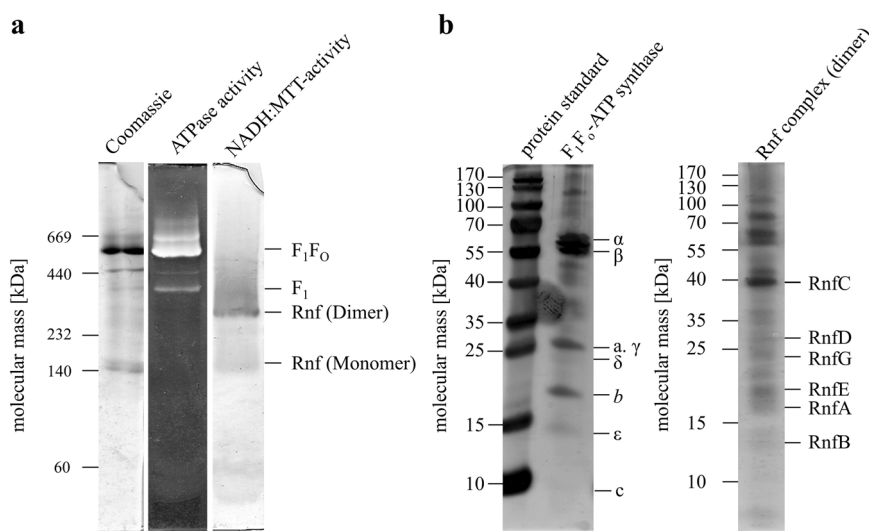 a
Coomassie
ATPase activity
NADH:MTT-activity
molecular mass [kDa]
669
440
232
140
60
F1FO
F1
Rnf (Dimer)
Rnf (Monomer)
b
protein standard
F1Fo-ATP synthase
molecular mass [kDa]
170
130
100
70
55
40
35
25
15
10
α
β
a, γ
δ
b
ε
c
Rnf complex (dimer)
molecular mass [kDa]
170
130
100
70
55
40
35
25
15
10
RnfC
RnfD
RnfG
RnfE
RnfA
RnfB